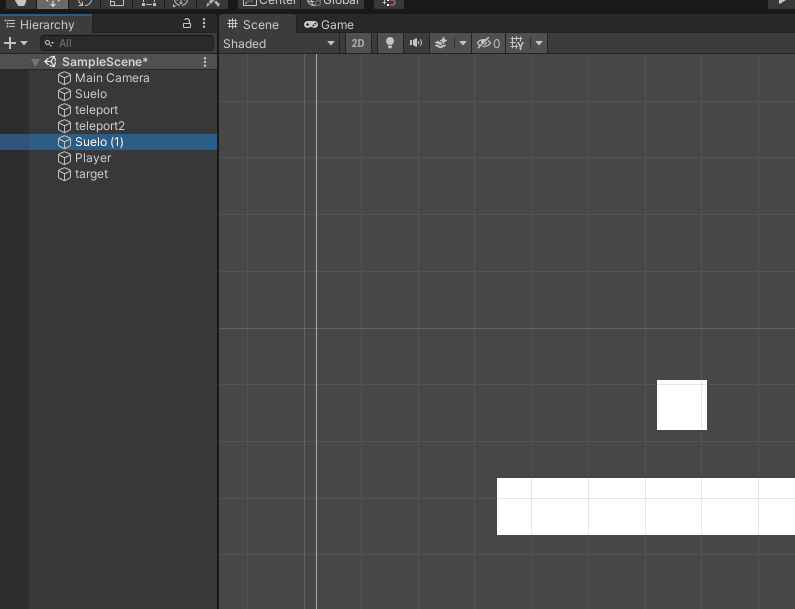 Center Global
Hierarchy
All
SampleScene*
Main Camera
Suelo
teleport
teleport2
Suelo (1)
Player
target
Scene Game
Shaded 2D 0